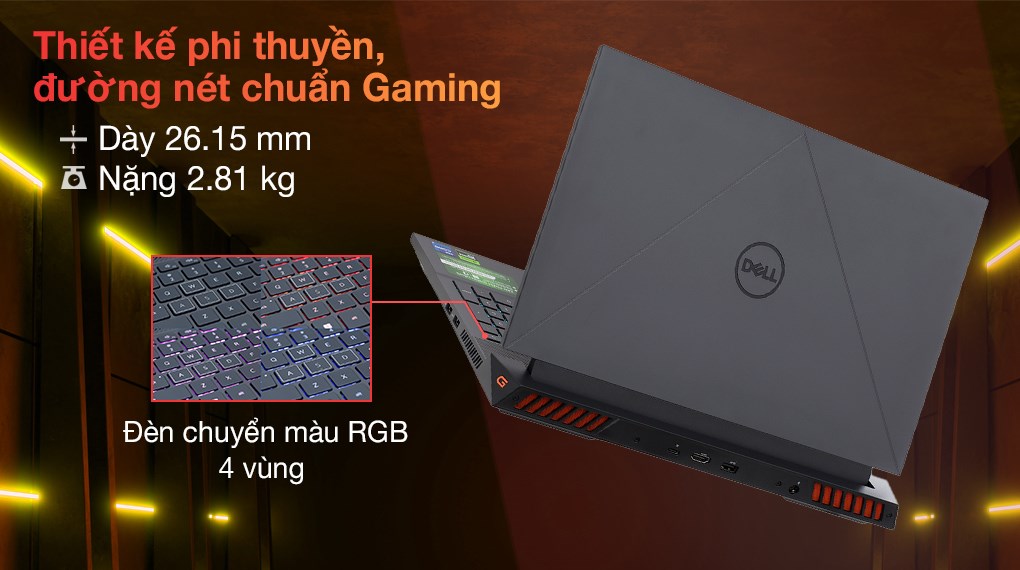 Thiết kế phi thuyền,
đường nét chuẩn Gaming
Dày 26.15 mm
Nặng 2.81 kg
Đèn chuyển màu RGB
4 vùng
DELL
G